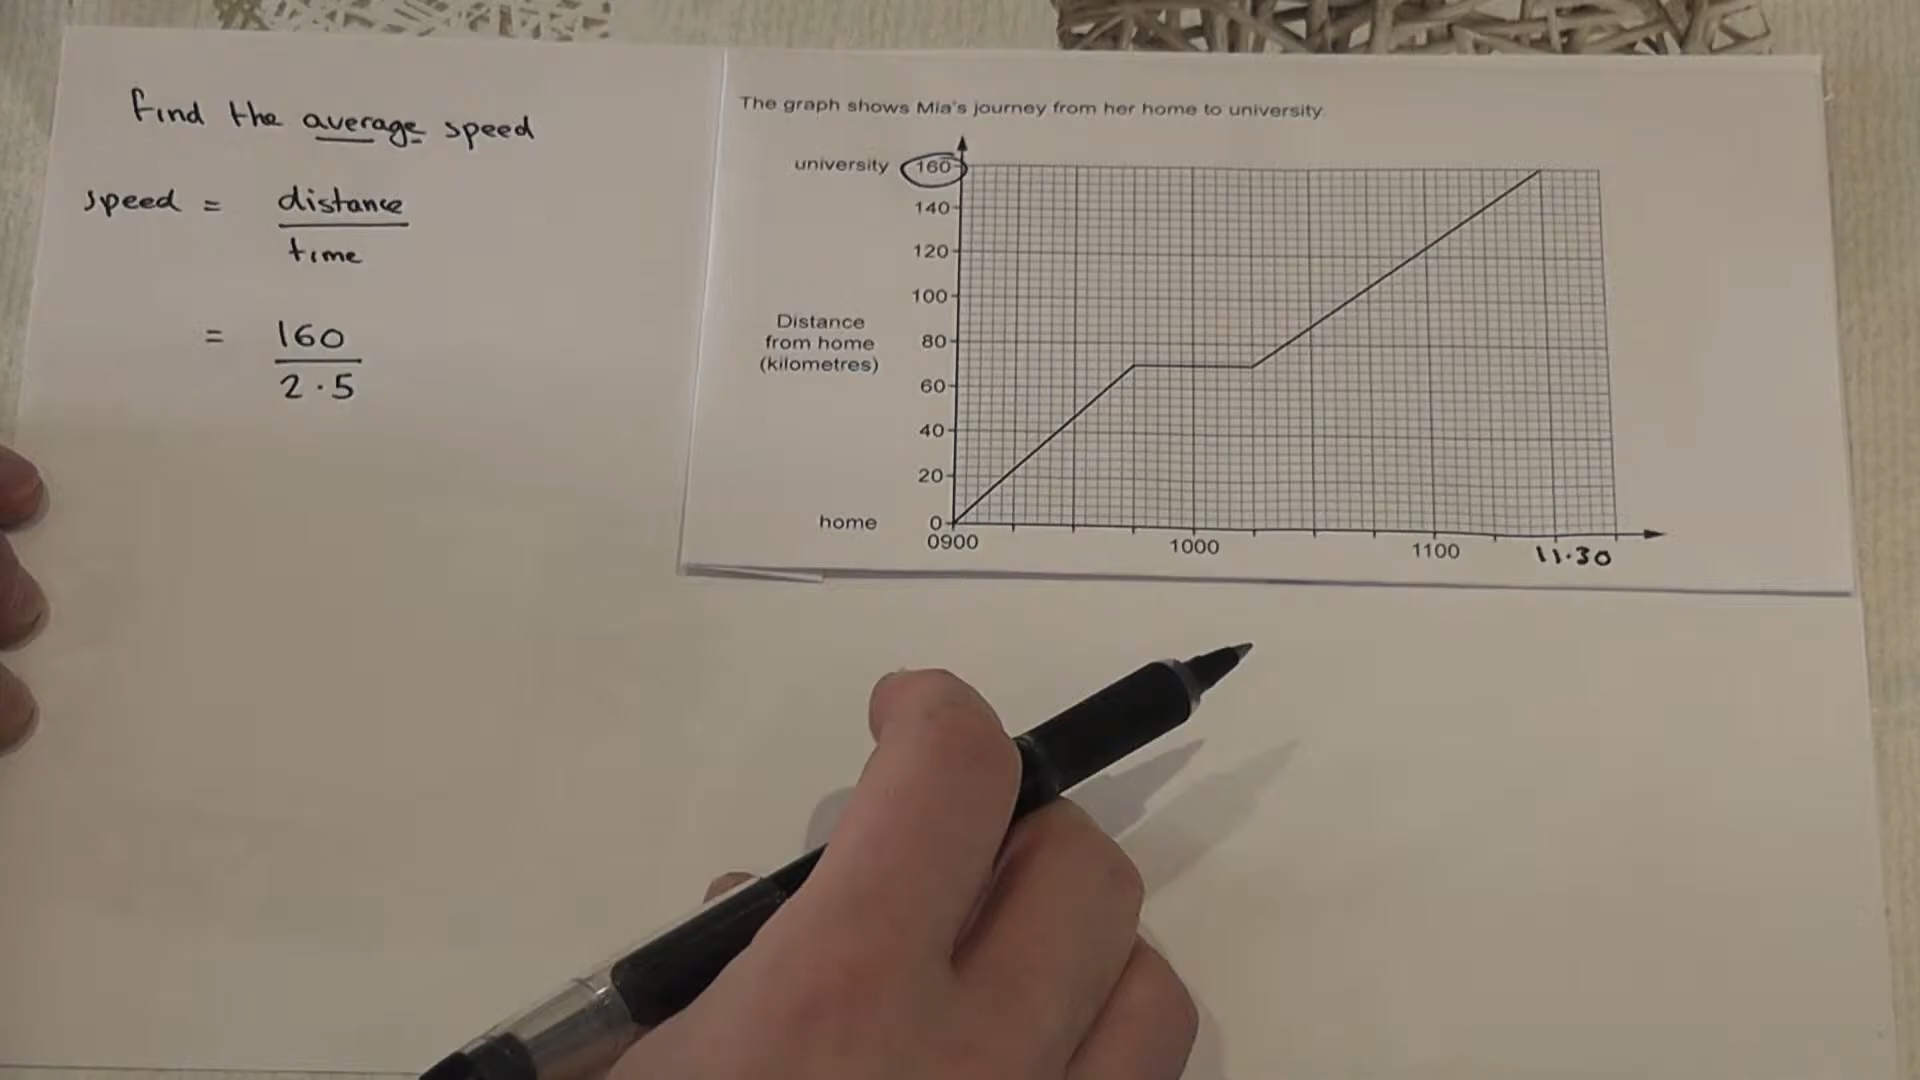 Find the average speed
speed = distance
time
= 160
2.5
The graph shows Mia's journey from her home to university
university 160
140
120
100
Distance
from home
(kilometres)
80
60
40
20
home 0
0900 1000 1100 11.30